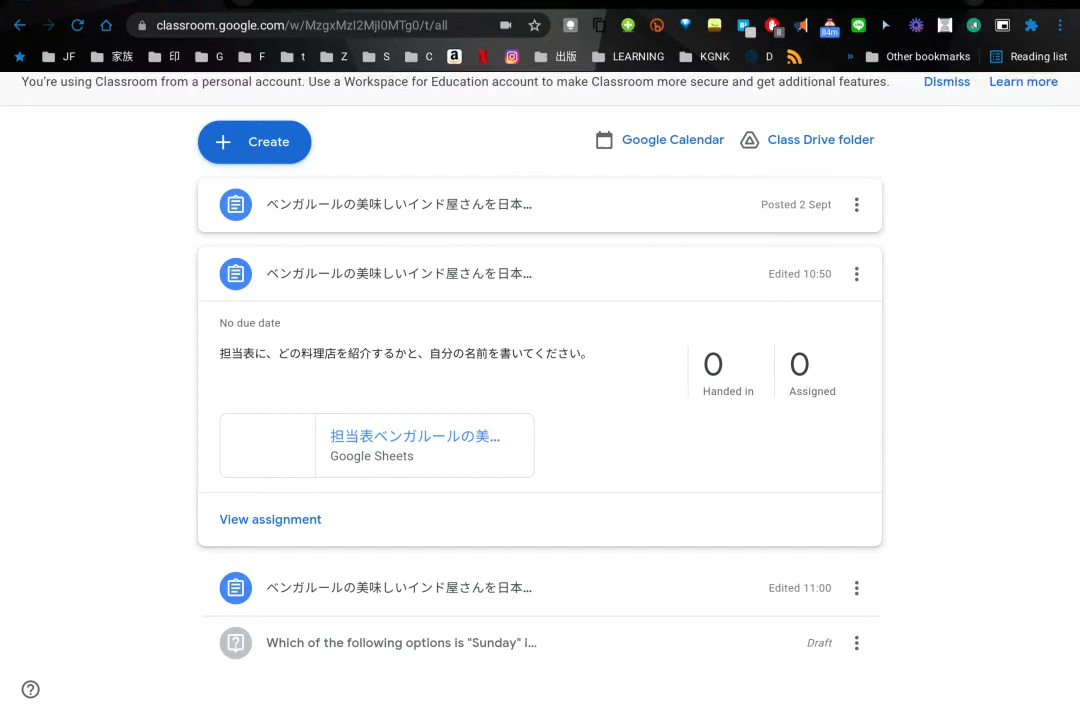 classroom.google.com/w/MzgxMzI2MjI0MTg0/t/all
8
84m
JF
家族
印
G
F
t
Z
S
C
a
出版
LEARNING
KGNK
D
»
Other bookmarks
Reading list
You're using Classroom from a personal account. Use a Workspace for Education account to make Classroom more secure and get additional features.
Dismiss
Learn more
Create
Google Calendar
Class Drive folder
ベンガルールの美味しいインド屋さんを日本...
Posted 2 Sept
ベンガルールの美味しいインド屋さんを日本...
Edited 10:50
No due date
担当表に、どの料理店を紹介するかと、自分の名前を書いてください。
0
Handed in
0
Assigned
担当表ベンガルールの美...
Google Sheets
View assignment
ベンガルールの美味しいインド屋さんを日本...
Edited 11:00
Which of the following options is "Sunday" i...
Draft